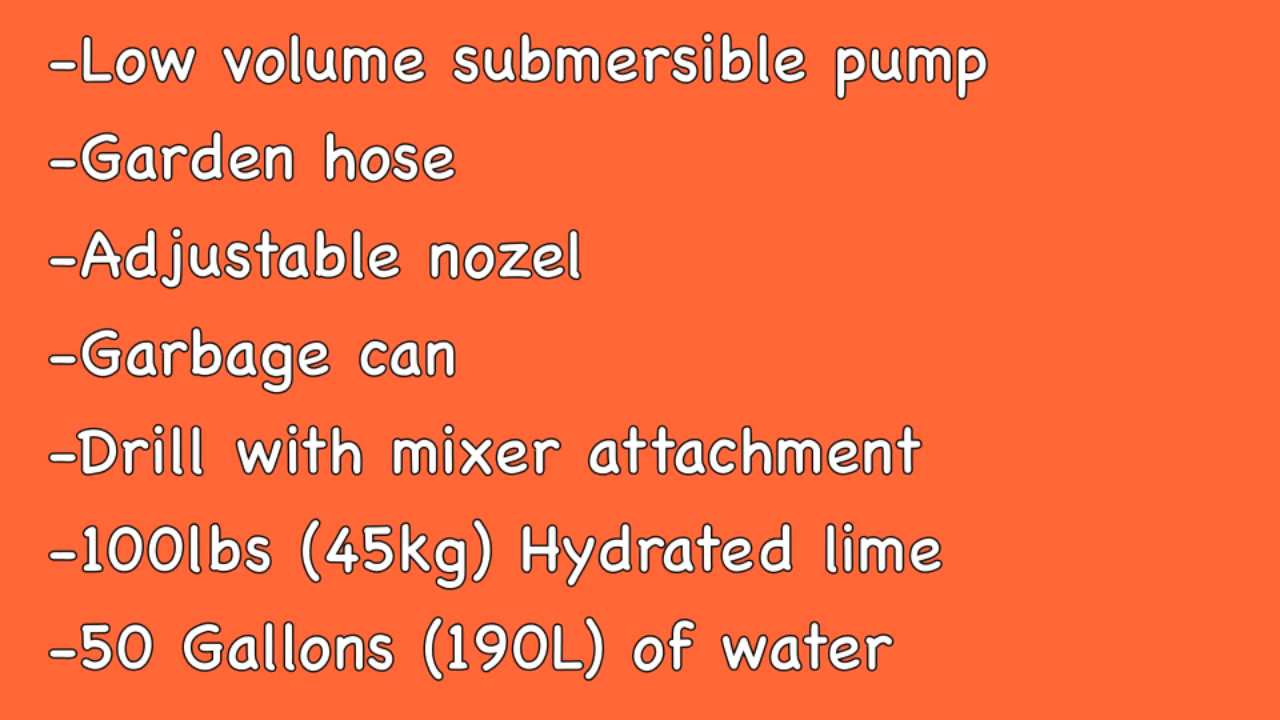 -Low volume submersible pump
-Garden hose
-Adjustable nozel
-Garbage can
-Drill with mixer attachment
-100lbs (45kg) Hydrated lime
-50 Gallons (190L) of water